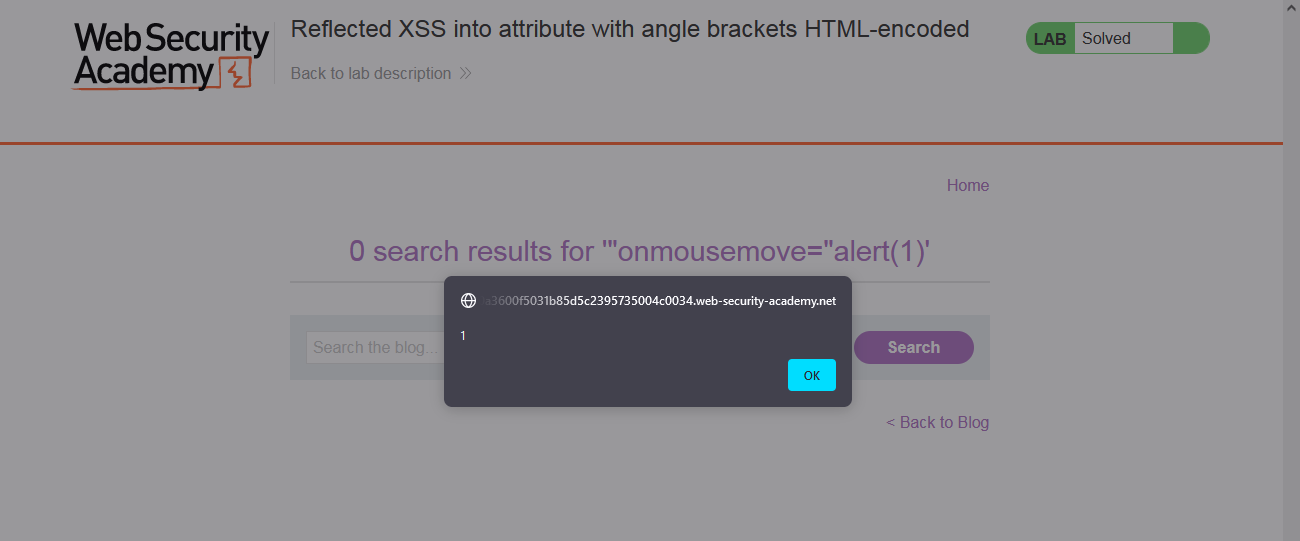 Web Security
Academy
Reflected XSS into attribute with angle brackets HTML-encoded
Back to lab description
LAB Solved
Home
0 search results for '"onmousemove="alert(1)'
a3600f5031b85d5c2395735004c0034.web-security-academy.net
1
OK
Search the blog...
Search
< Back to Blog